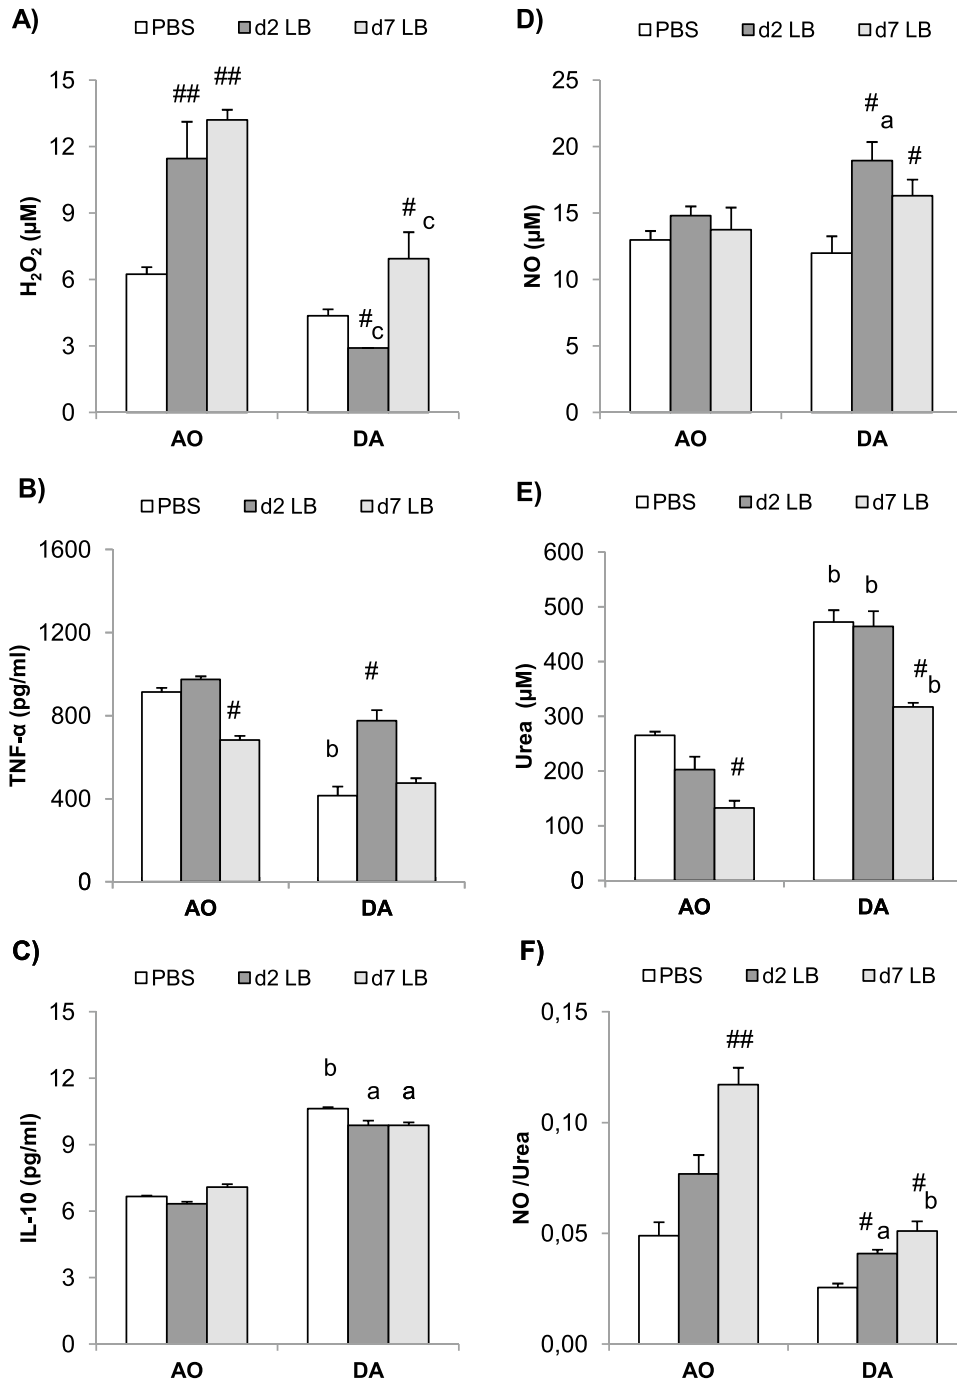 A)
PBS d2 LB d7 LB
## ##
# c
# c
15
12
9
6
3
0
H2O2 (µM)
AO DA
D)
PBS d2 LB d7 LB
# a
#
25
20
15
10
5
0
NO (µM)
AO DA
B)
PBS d2 LB d7 LB
#
#
b
1600
1200
800
400
0
TNF-α (pg/ml)
AO DA
E)
PBS d2 LB d7 LB
b b
# b
#
600
500
400
300
200
100
0
Urea (µM)
AO DA
C)
PBS d2 LB d7 LB
b
a a
15
12
9
6
3
0
IL-10 (pg/ml)
AO DA
F)
PBS d2 LB d7 LB
##
# b
# a
0,15
0,10
0,05
0,00
NO /Urea
AO DA